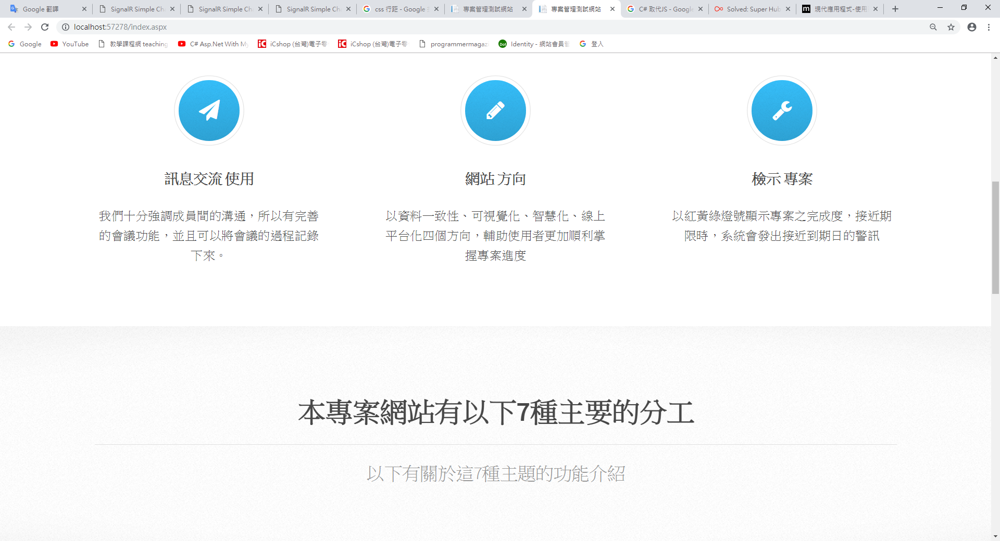 Google 翻譯
SignalR Simple Ch
SignalR Simple Ch
SignalR Simple Ch
css 行距 - Google
專案管理測試網站
專案管理測試網站
C# 取代JS - Google
Solved: Super Hub
現代應用程式-使用
localhost:57278/index.aspx
Google
YouTube
教學課程網 teaching
C# Asp.Net With My
iCshop (台灣)電子零
iCshop (台灣)電子零
programmermagaz
Identity - 網站會員管
登入
訊息交流 使用
我們十分強調成員間的溝通，所以有完善
的會議功能，並且可以將會議的過程記錄
下來。
網站 方向
以資料一致性、可視覺化、智慧化、線上
平台化四個方向，輔助使用者更加順利掌
握專案進度
檢示 專案
以紅黃綠燈號顯示專案之完成度，接近期
限時，系統會發出接近到期日的警訊
本專案網站有以下7種主要的分工
以下有關於這7種主題的功能介紹